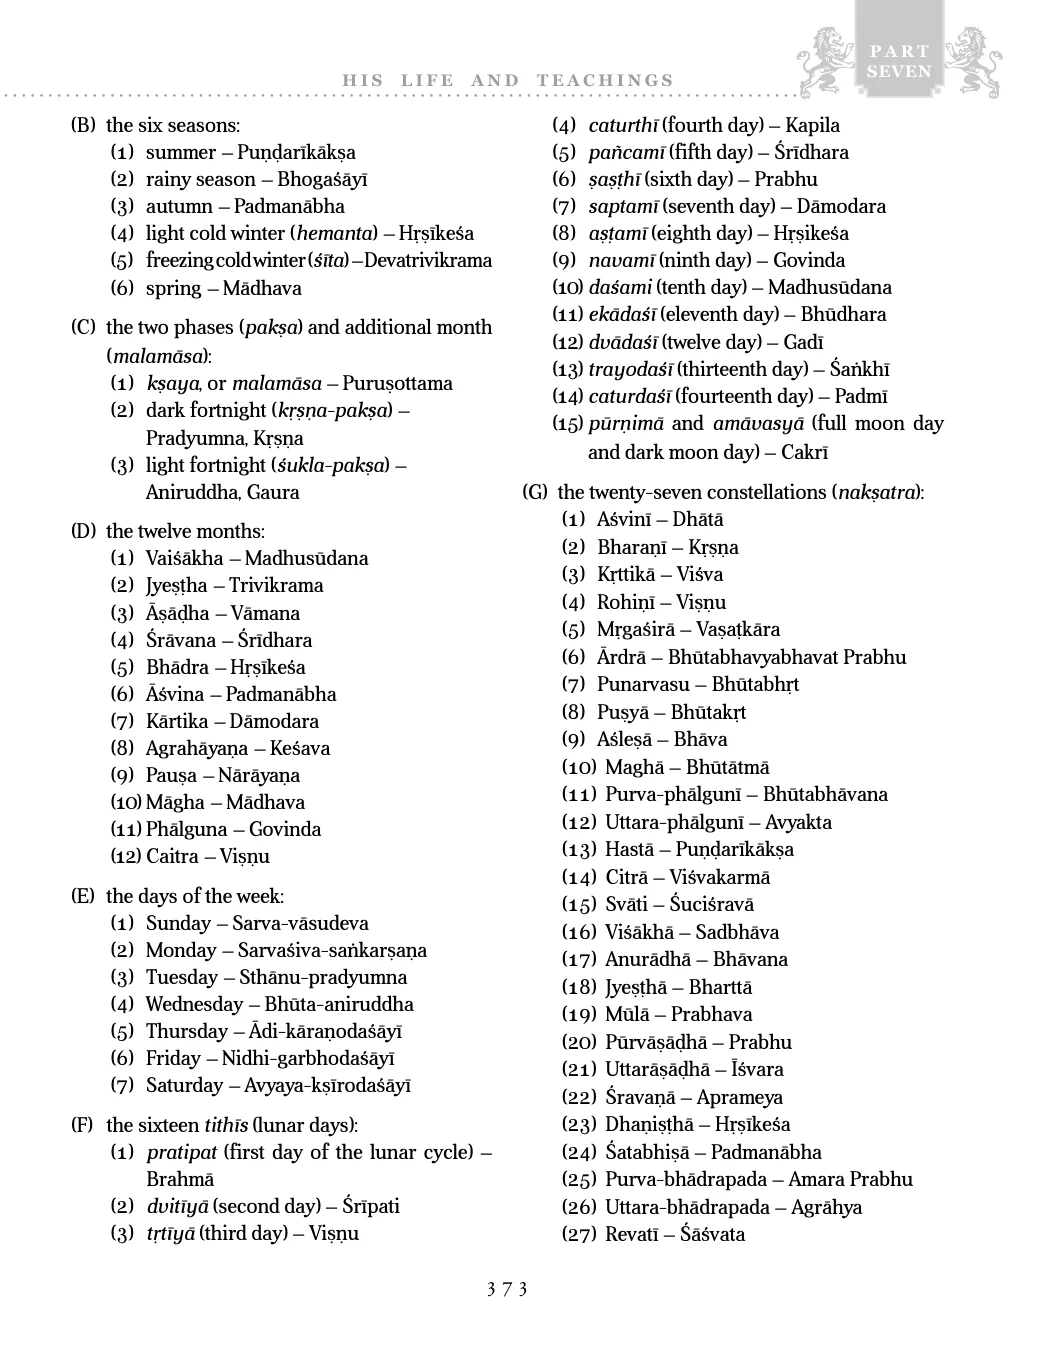 PART
SEVEN
HIS LIFE AND TEACHINGS
(B) the six seasons:
(1) summer – Puṇḍarīkākṣa
(2) rainy season – Bhogaśāyī
(3) autumn – Padmanābha
(4) light cold winter (hemanta) – Hṛṣīkeśa
(5) freezing cold winter (śīta) – Devatrivikrama
(6) spring – Mādhava
(C) the two phases (pakṣa) and additional month
(malamāsa):
(1) kṣaya, or malamāsa – Puruṣottama
(2) dark fortnight (kṛṣṇa-pakṣa) –
Pradyumna, Kṛṣṇa
(3) light fortnight (śukla-pakṣa) –
Aniruddha, Gaura
(D) the twelve months:
(1) Vaiśākha – Madhusūdana
(2) Jyeṣṭha – Trivikrama
(3) Āṣāḍha – Vāmana
(4) Śrāvana – Śrīdhara
(5) Bhādra – Hṛṣīkeśa
(6) Āśvina – Padmanābha
(7) Kārtika – Dāmodara
(8) Agrahāyaṇa – Keśava
(9) Pauṣa – Nārāyaṇa
(10) Māgha – Mādhava
(11) Phālguna – Govinda
(12) Caitra – Viṣṇu
(E) the days of the week:
(1) Sunday – Sarva-vāsudeva
(2) Monday – Sarvaśiva-saṅkarṣaṇa
(3) Tuesday – Sthānu-pradyumna
(4) Wednesday – Bhūta-aniruddha
(5) Thursday – Ādi-kāraṇodaśāyī
(6) Friday – Nidhi-garbhodaśāyī
(7) Saturday – Avyaya-kṣīrodaśāyī
(F) the sixteen tithīs (lunar days):
(1) pratipat (first day of the lunar cycle) –
Brahmā
(2) dvitīyā (second day) – Śrīpati
(3) tṛtīyā (third day) – Viṣṇu
(4) caturthī (fourth day) – Kapila
(5) pañcamī (fifth day) – Śrīdhara
(6) ṣaṣṭhī (sixth day) – Prabhu
(7) saptamī (seventh day) – Dāmodara
(8) aṣṭamī (eighth day) – Hṛṣikeśa
(9) navamī (ninth day) – Govinda
(10) daśami (tenth day) – Madhusūdana
(11) ekādaśī (eleventh day) – Bhūdhara
(12) dvādaśī (twelve day) – Gadī
(13) trayodaśī (thirteenth day) – Śaṅkhī
(14) caturdaśī (fourteenth day) – Padmī
(15) pūrṇimā and amāvasyā (full moon day
and dark moon day) – Cakrī
(G) the twenty-seven constellations (nakṣatra):
(1) Aśvinī – Dhātā
(2) Bharaṇī – Kṛṣṇa
(3) Kṛttikā – Viśva
(4) Rohiṇī – Viṣṇu
(5) Mṛgaśirā – Vaṣaṭkāra
(6) Ārdrā – Bhūtabhavyabhavat Prabhu
(7) Punarvasu – Bhūtabhṛt
(8) Puṣyā – Bhūtakṛt
(9) Aśleṣā – Bhāva
(10) Maghā – Bhūtātmā
(11) Purva-phālgunī – Bhūtabhāvana
(12) Uttara-phālgunī – Avyakta
(13) Hastā – Puṇḍarīkākṣa
(14) Citrā – Viśvakarmā
(15) Svāti – Śuciśravā
(16) Viśākhā – Sadbhāva
(17) Anurādhā – Bhāvana
(18) Jyeṣṭhā – Bharttā
(19) Mūlā – Prabhava
(20) Pūrvāṣāḍhā – Prabhu
(21) Uttarāṣāḍhā – Īśvara
(22) Śravaṇā – Aprameya
(23) Dhaṇiṣṭhā – Hṛṣīkeśa
(24) Śatabhiṣā – Padmanābha
(25) Purva-bhādrapada – Amara Prabhu
(26) Uttara-bhādrapada – Agrāhya
(27) Revatī – Śāśvata
373